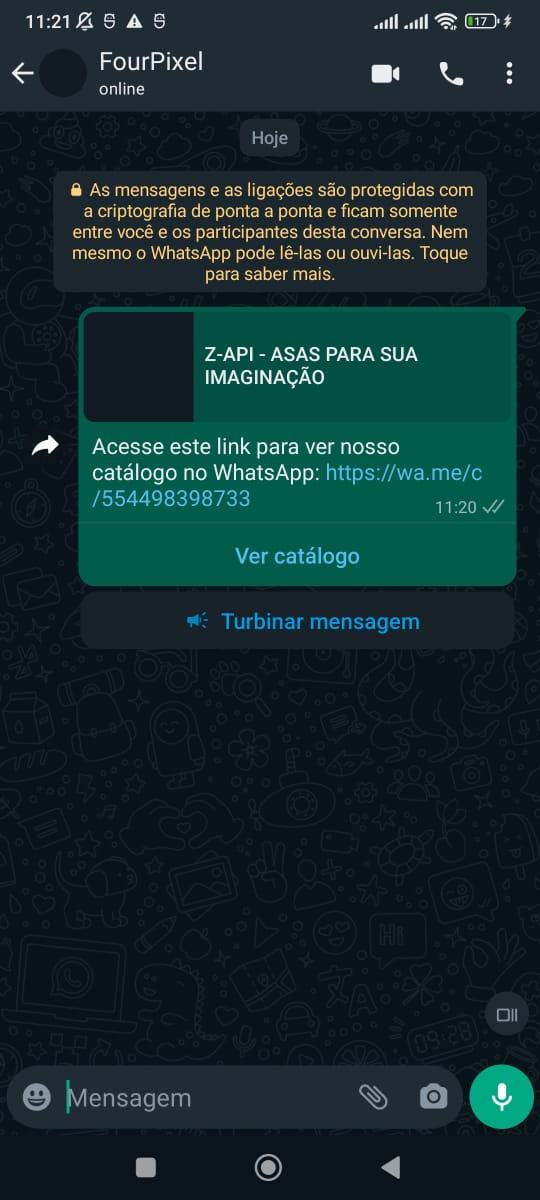 11:21
17
FourPixel
online
Hoje
As mensagens e as ligações são protegidas com
a criptografia de ponta a ponta e ficam somente
entre você e os participantes desta conversa. Nem
mesmo o WhatsApp pode lê-las ou ouvi-las. Toque
para saber mais.
Z-API - ASAS PARA SUA
IMAGINAÇÃO
Acesse este link para ver nosso
catálogo no WhatsApp: https://wa.me/c
/554498398733
11:20
Ver catálogo
Turbinar mensagem
Hi
09:28
Mensagem